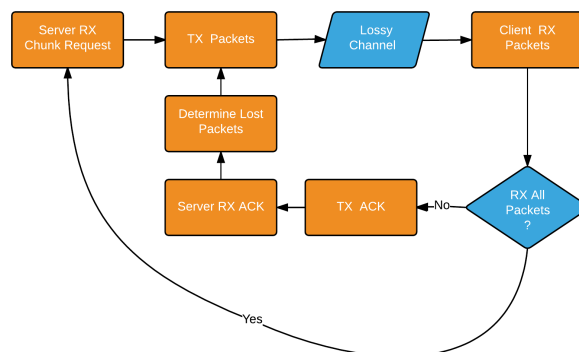 Server RX
Chunk Request
TX Packets
Lossy
Channel
Client RX
Packets
Determine Lost
Packets
Server RX ACK
TX ACK
No
RX All
Packets
?
Yes